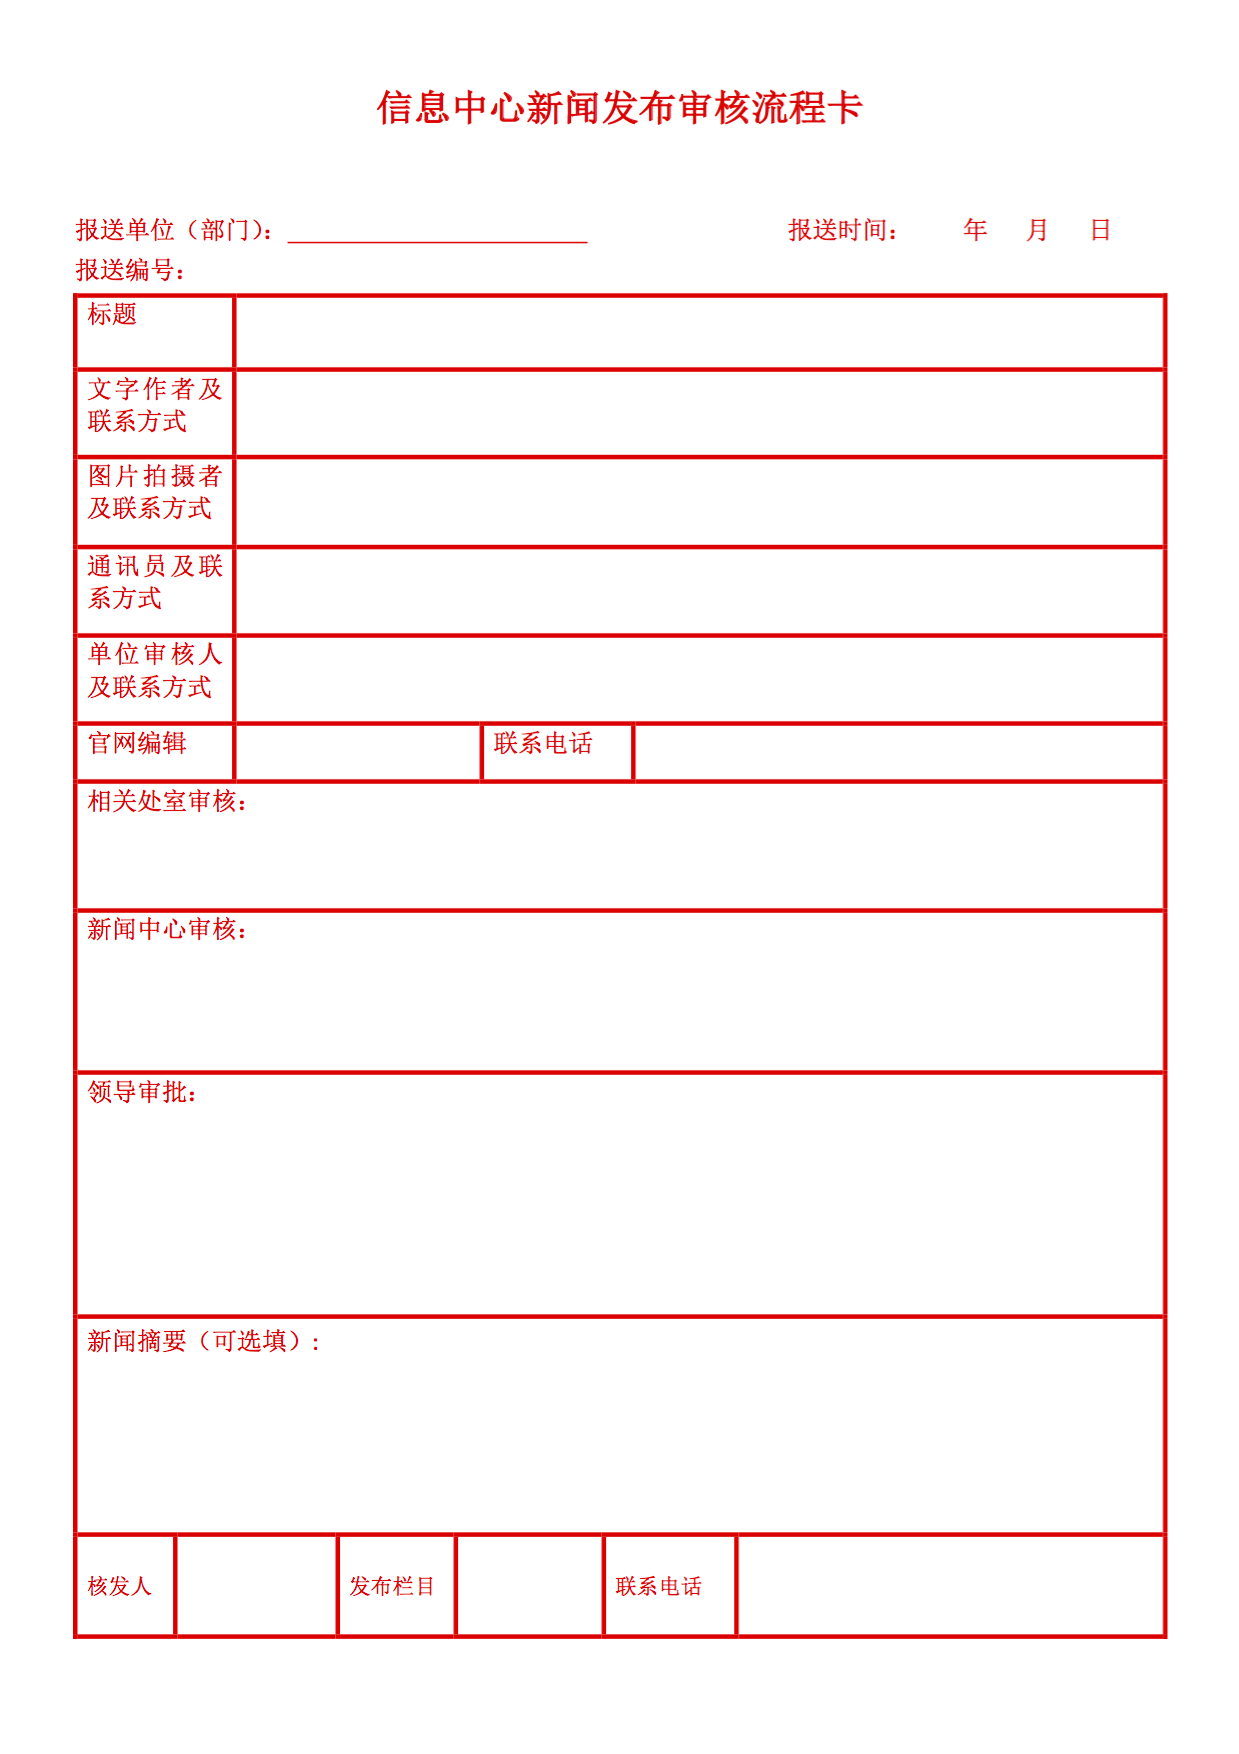 信息中心新闻发布审核流程卡
报送单位（部门）：________________________ 报送时间： 年 月 日
报送编号：
标题
文字作者及
联系方式
图片拍摄者
及联系方式
通讯员及联
系方式
单位审核人
及联系方式
官网编辑 联系电话
相关处室审核：
新闻中心审核：
领导审批：
新闻摘要（可选填）：
核发人 发布栏目 联系电话